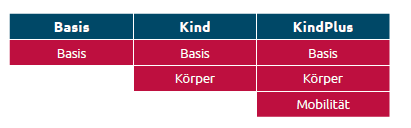 Basis Kind KindPlus
Basis Basis Basis
Körper Körper
Mobilität